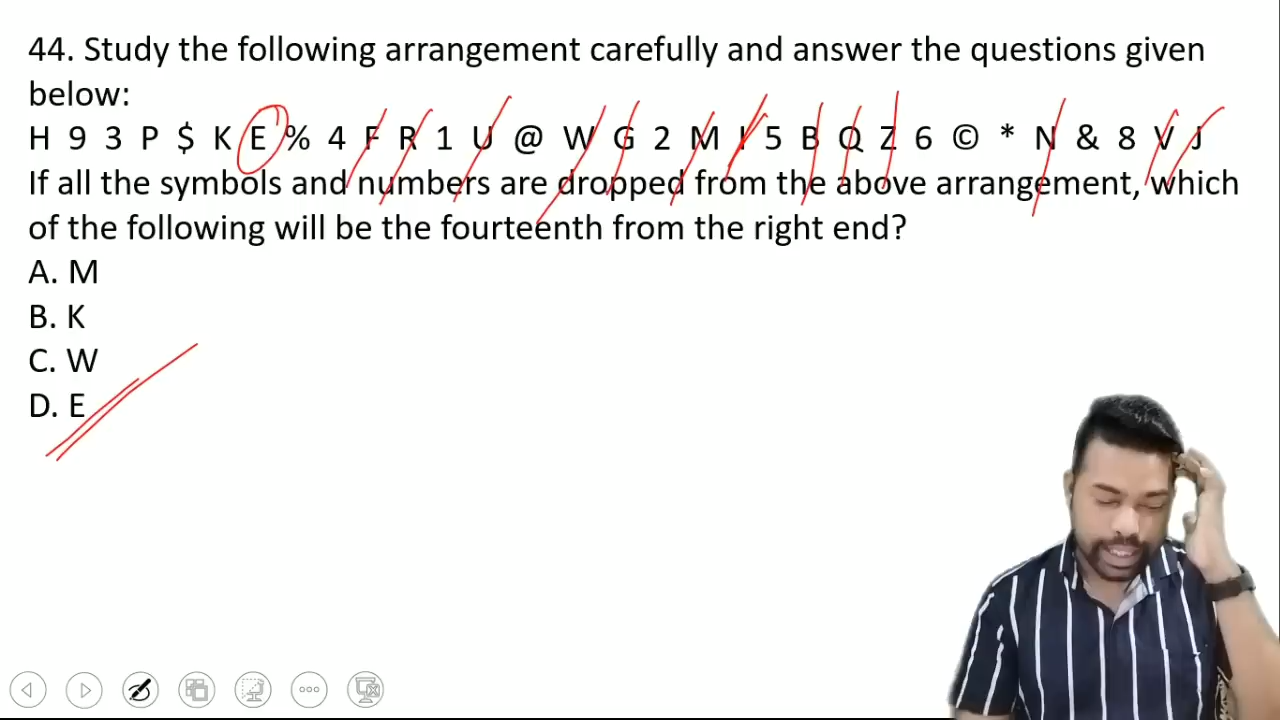 44. Study the following arrangement carefully and answer the questions given
below:
H 9 3 P $ K E % 4 F R 1 U @ W G 2 M I 5 B Q Z 6 © * N & 8 V J
If all the symbols and numbers are dropped from the above arrangement, which
of the following will be the fourteenth from the right end?
A. M
B. K
C. W
D. E